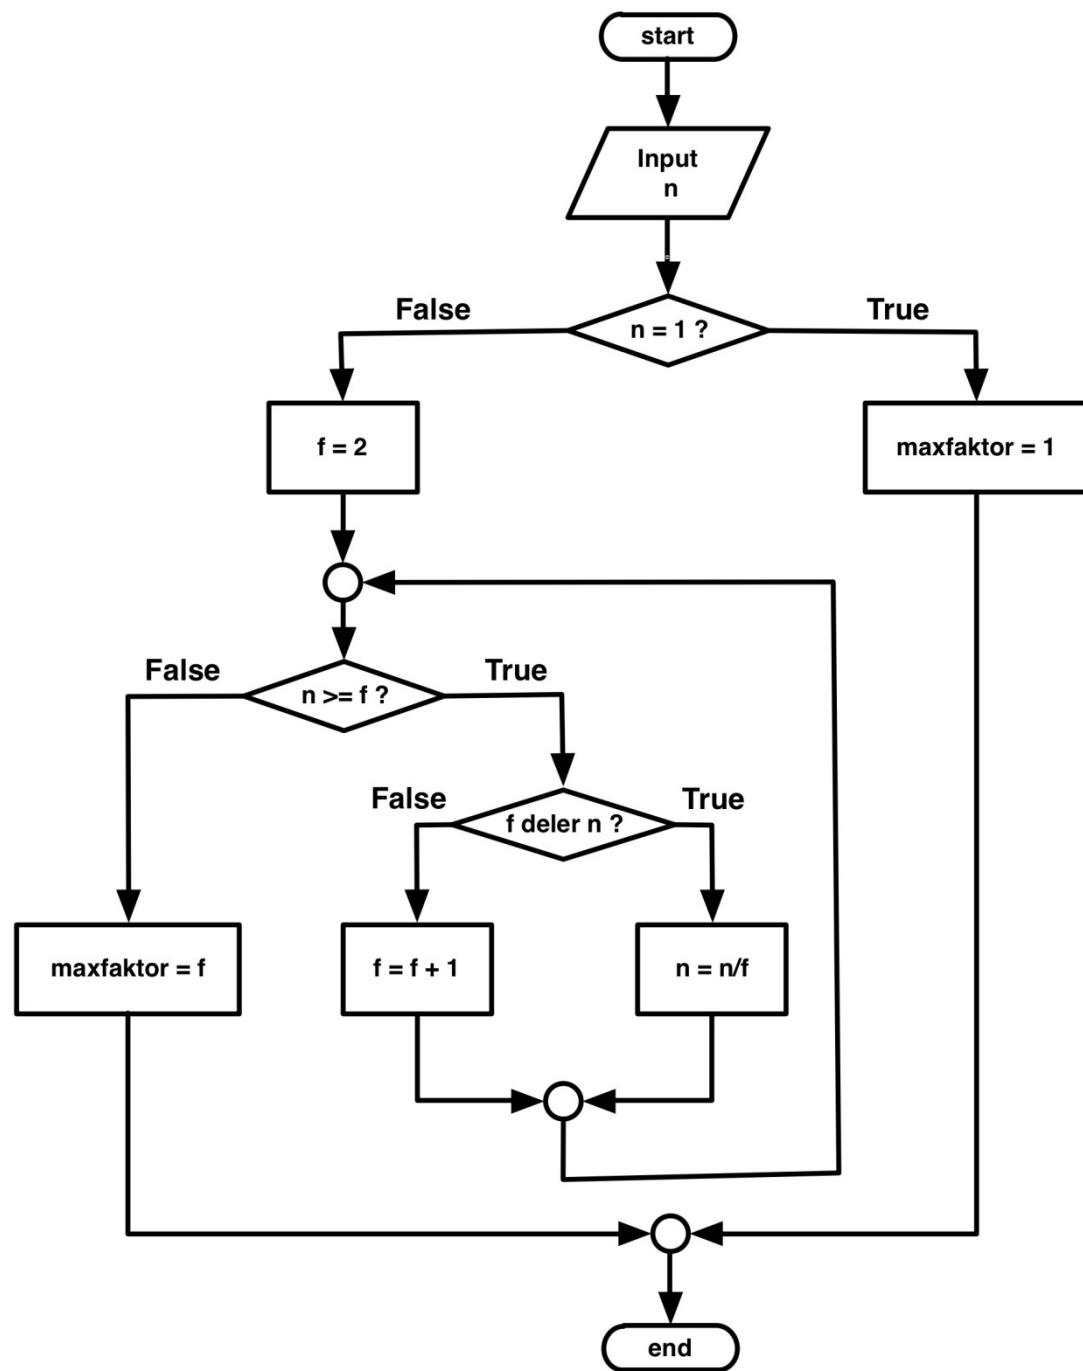 start
Input
n
False
n = 1 ?
True
f = 2
maxfaktor = 1
False
n >= f ?
True
False
f deler n ?
True
maxfaktor = f
f = f + 1
n = n/f
end